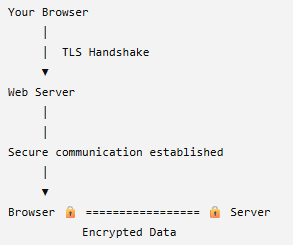 Your Browser
TLS Handshake
Web Server
Secure communication established
Browser 🔒 ================= 🔒 Server
Encrypted Data